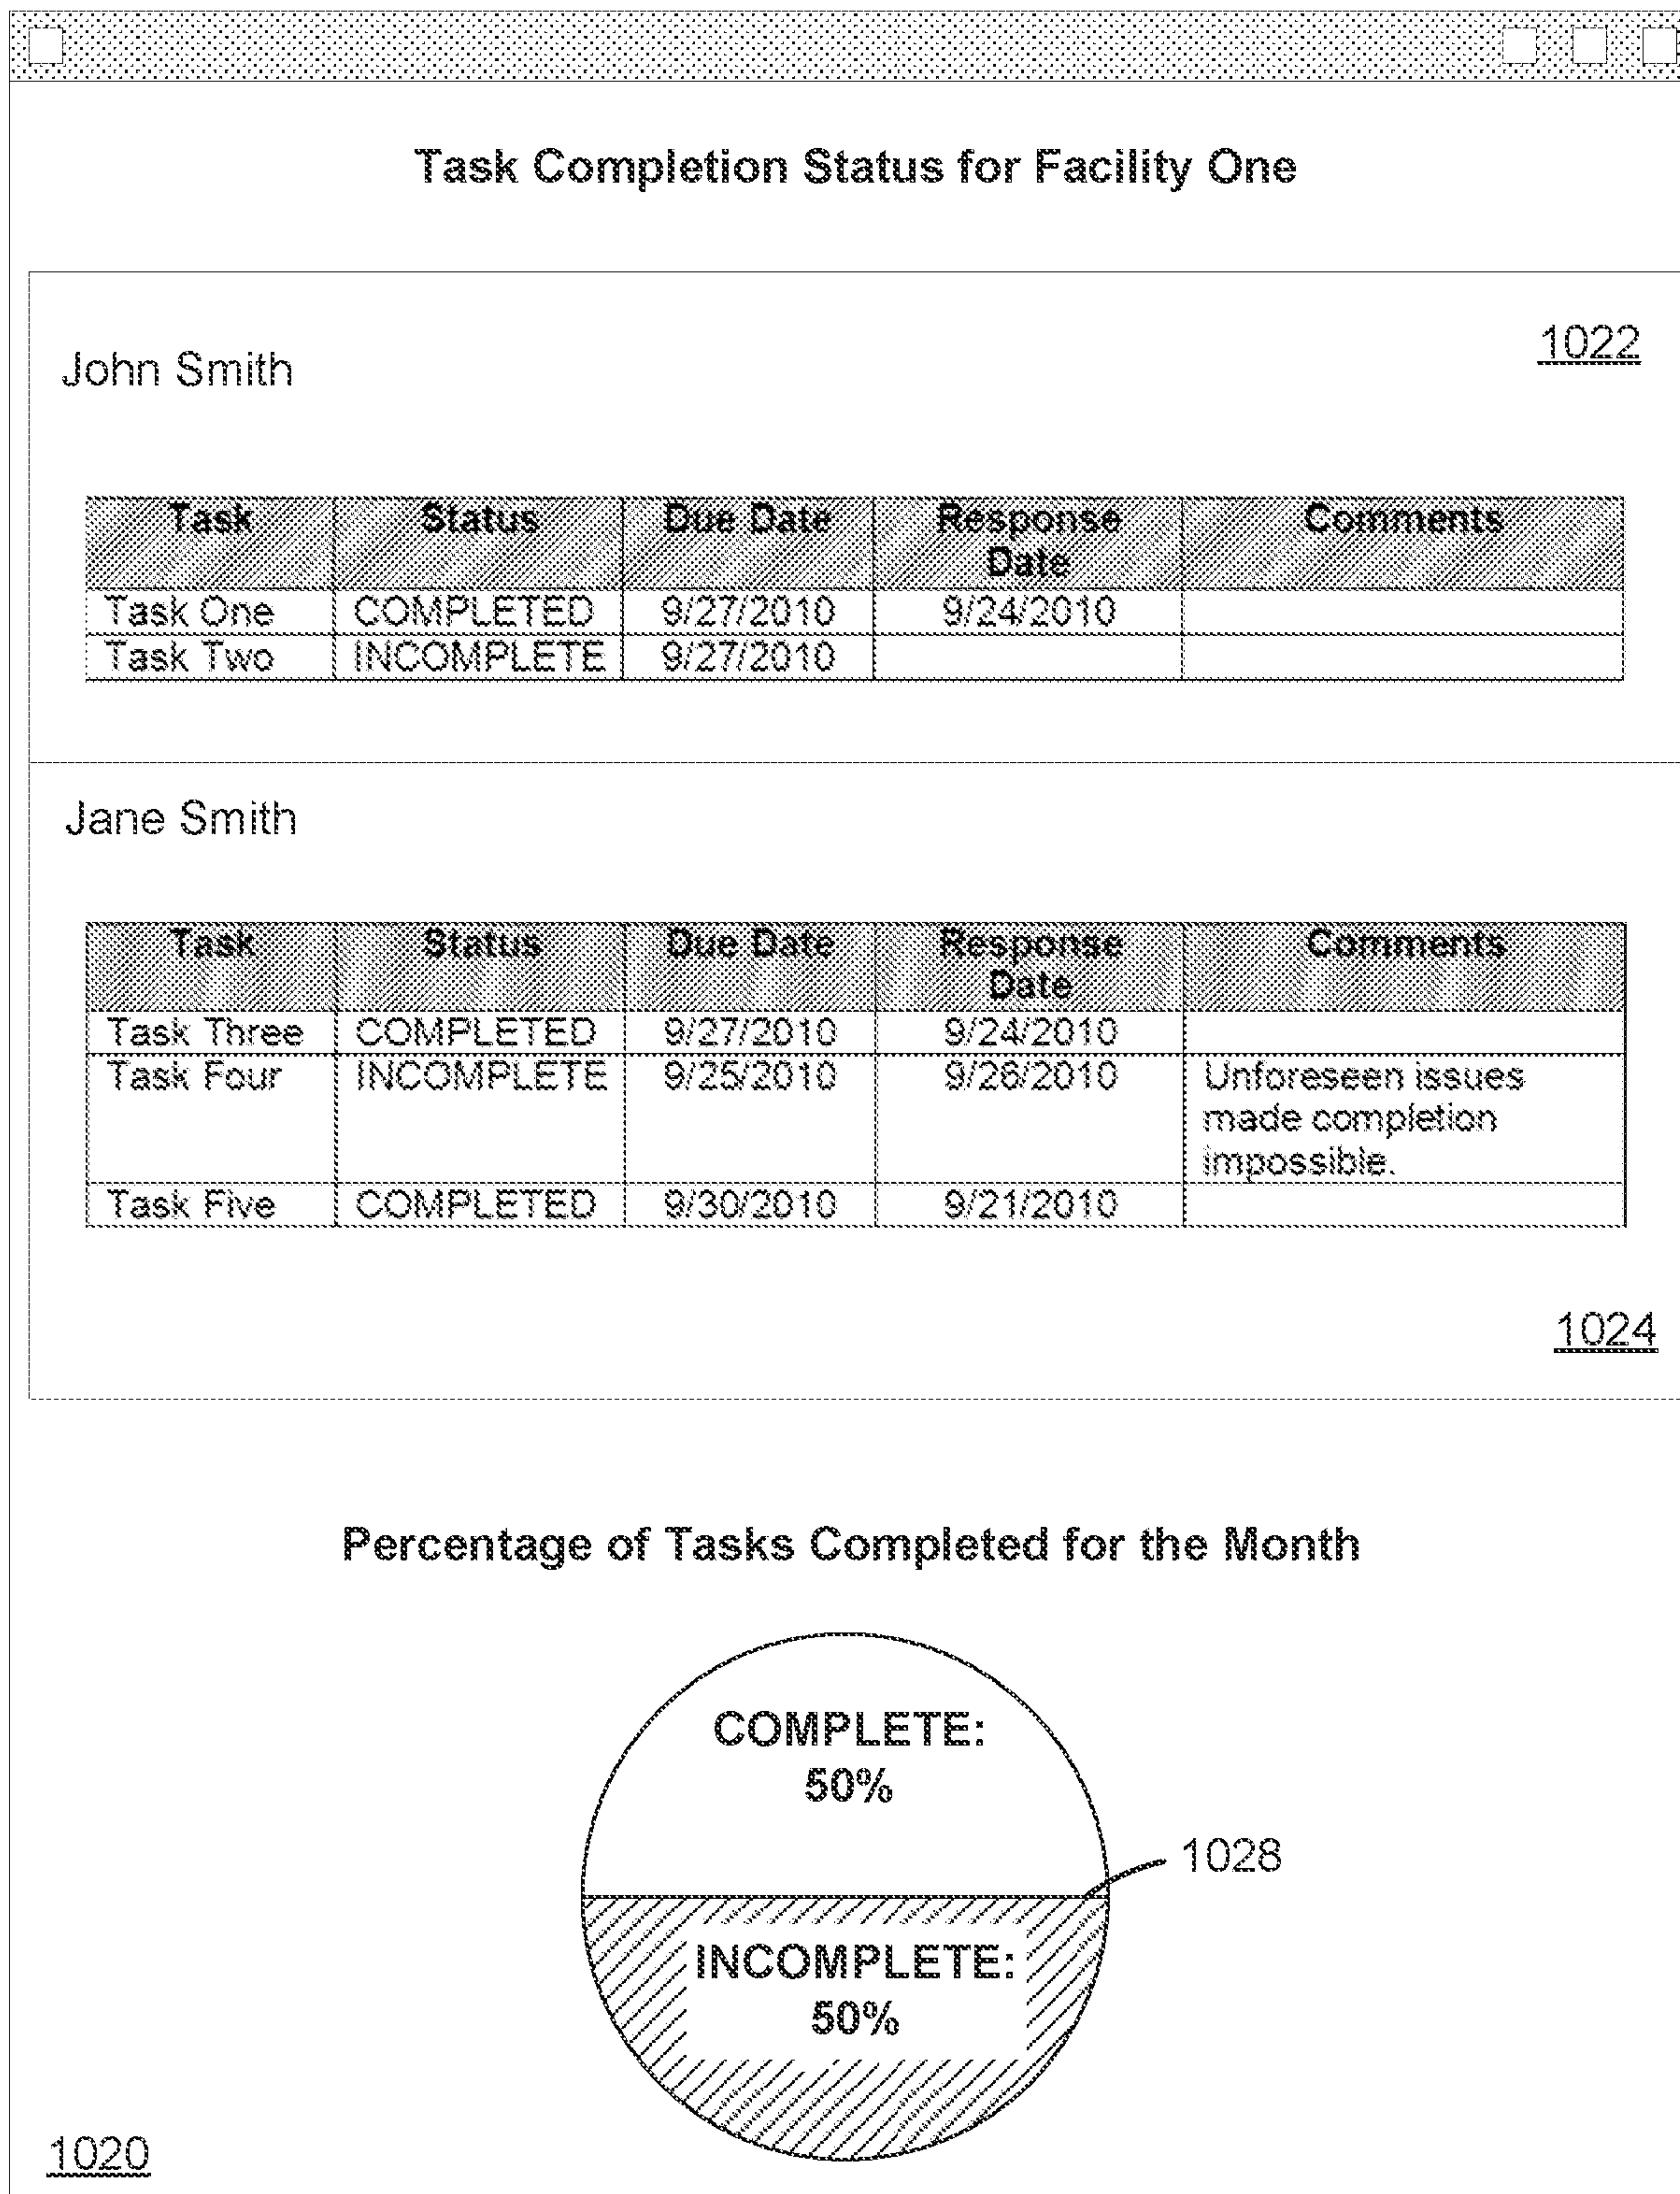 Task Completion Status for Facility One
1022
John Smith
Task Status Due Date Response Date Comments
Task One COMPLETED 9/27/2010 9/24/2010
Task Two INCOMPLETE 9/27/2010
Jane Smith
Task Status Due Date Response Date Comments
Task Three COMPLETED 9/27/2010 9/24/2010
Task Four INCOMPLETE 9/25/2010 9/26/2010 Unforeseen issues
made completion
impossible.
Task Five COMPLETED 9/30/2010 9/21/2010
1024
Percentage of Tasks Completed for the Month
COMPLETE:
50%
1028
INCOMPLETE:
50%
1020